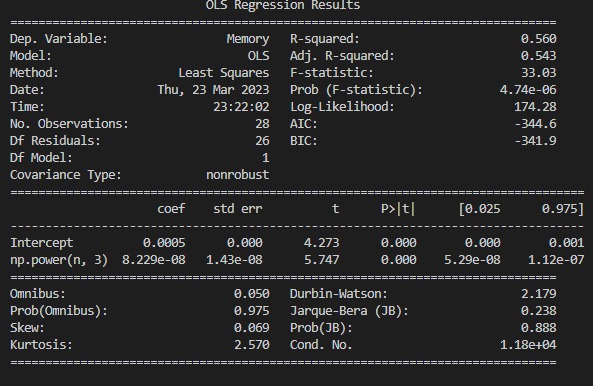 OLS Regression Results
==============================================================================
Dep. Variable:                 Memory   R-squared:                       0.560
Model:                            OLS   Adj. R-squared:                  0.543
Method:                 Least Squares   F-statistic:                     33.03
Date:                Thu, 23 Mar 2023   Prob (F-statistic):           4.74e-06
Time:                        23:22:02   Log-Likelihood:                 174.28
No. Observations:                  28   AIC:                            -344.6
Df Residuals:                      26   BIC:                            -341.9
Df Model:                           1
Covariance Type:            nonrobust
==================================================================================
                     coef    std err          t      P>|t|      [0.025      0.975]
----------------------------------------------------------------------------------
Intercept          0.0005      0.000      4.273      0.000       0.000       0.001
np.power(n, 3)  8.229e-08   1.43e-08      5.747      0.000    5.29e-08    1.12e-07
==============================================================================
Omnibus:                        0.050   Durbin-Watson:                   2.179
Prob(Omnibus):                  0.975   Jarque-Bera (JB):                0.238
Skew:                           0.069   Prob(JB):                        0.888
Kurtosis:                       2.570   Cond. No.                     1.18e+04
==============================================================================